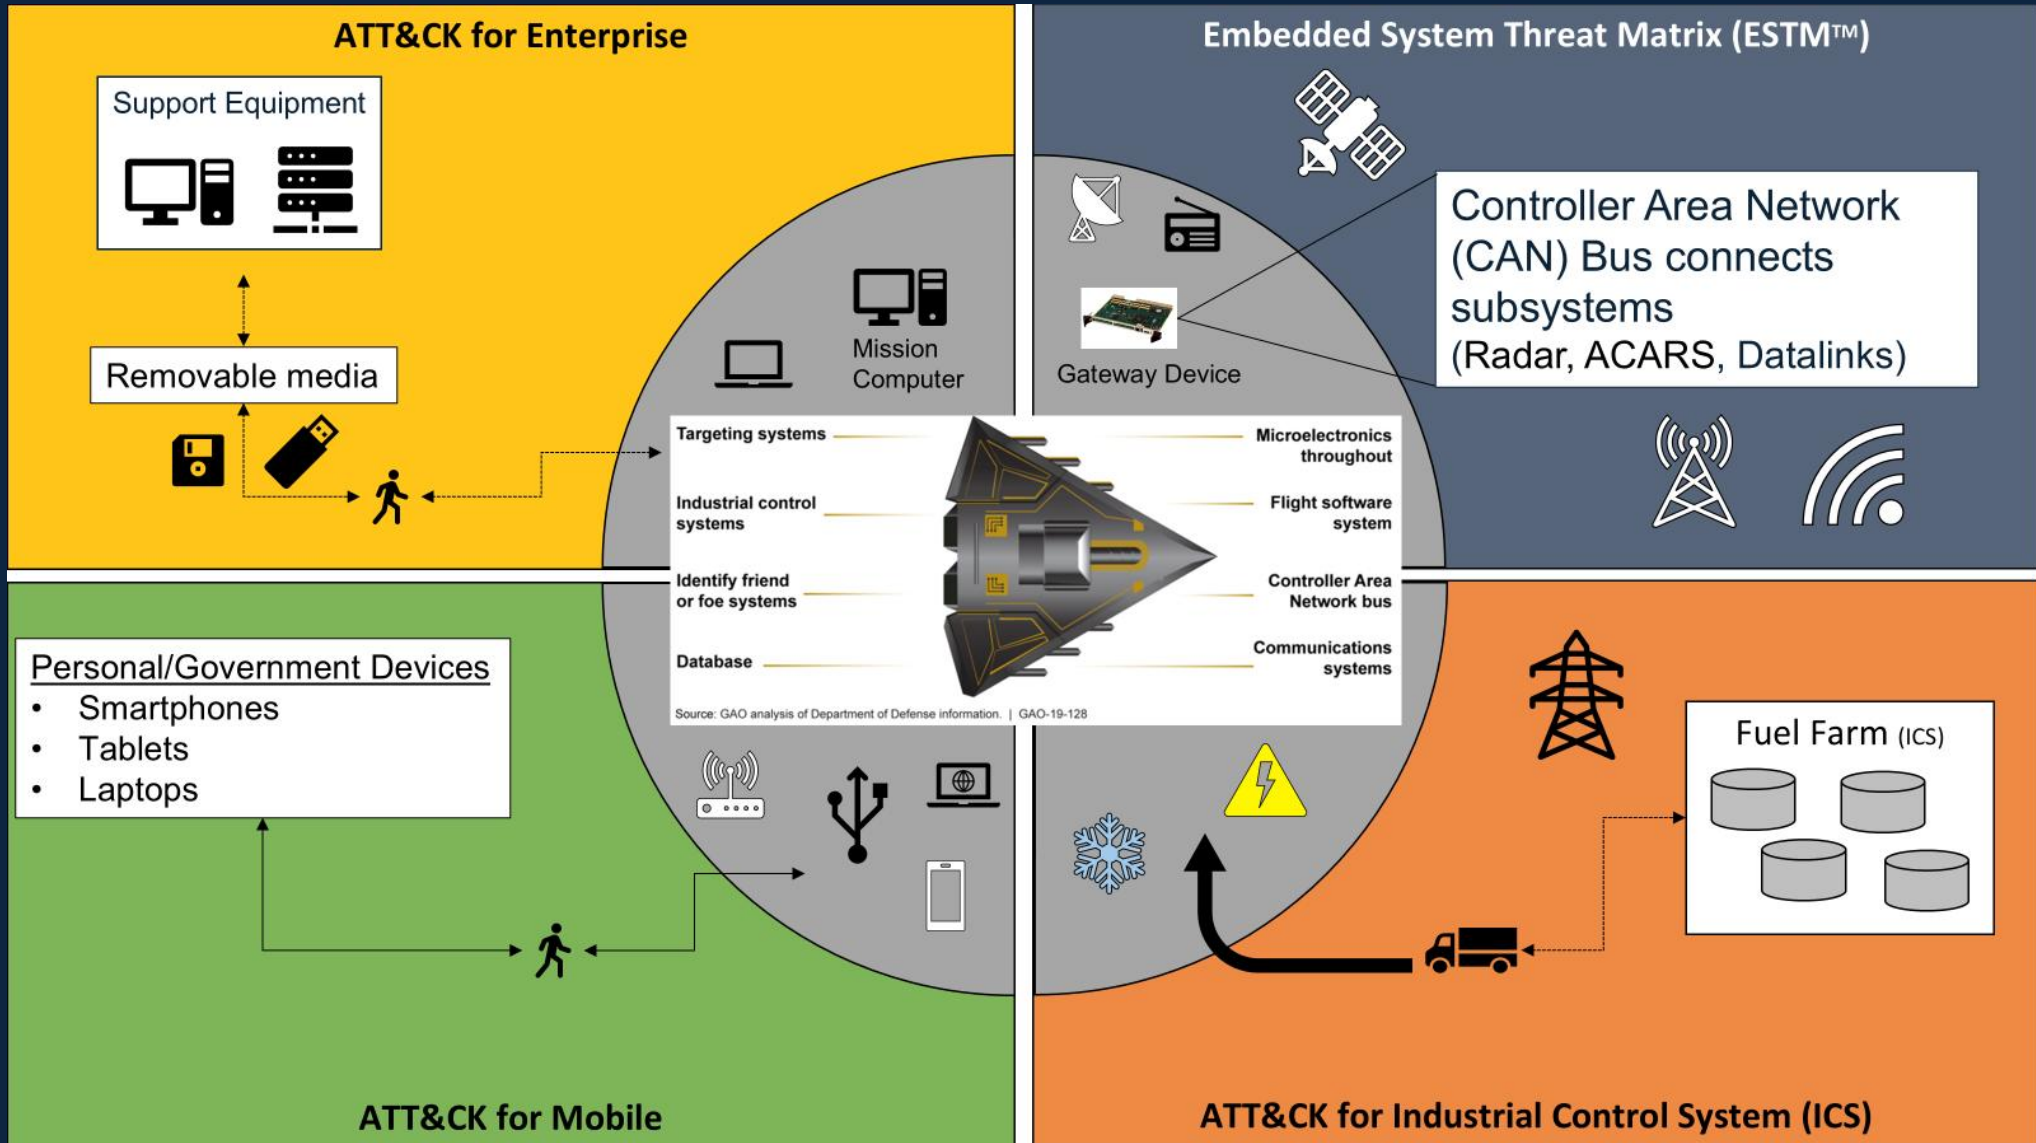 ATT&CK for Enterprise
Support Equipment
Removable media
Mission
Computer
Embedded System Threat Matrix (ESTM™)
Controller Area Network
(CAN) Bus connects
subsystems
(Radar, ACARS, Datalinks)
Gateway Device
Targeting systems
Industrial control
systems
Identify friend
or foe systems
Database
Microelectronics
throughout
Flight software
system
Controller Area
Network bus
Communications
systems
Source: GAO analysis of Department of Defense information. | GAO-19-128
Personal/Government Devices
• Smartphones
• Tablets
• Laptops
ATT&CK for Mobile
Fuel Farm (ICS)
ATT&CK for Industrial Control System (ICS)